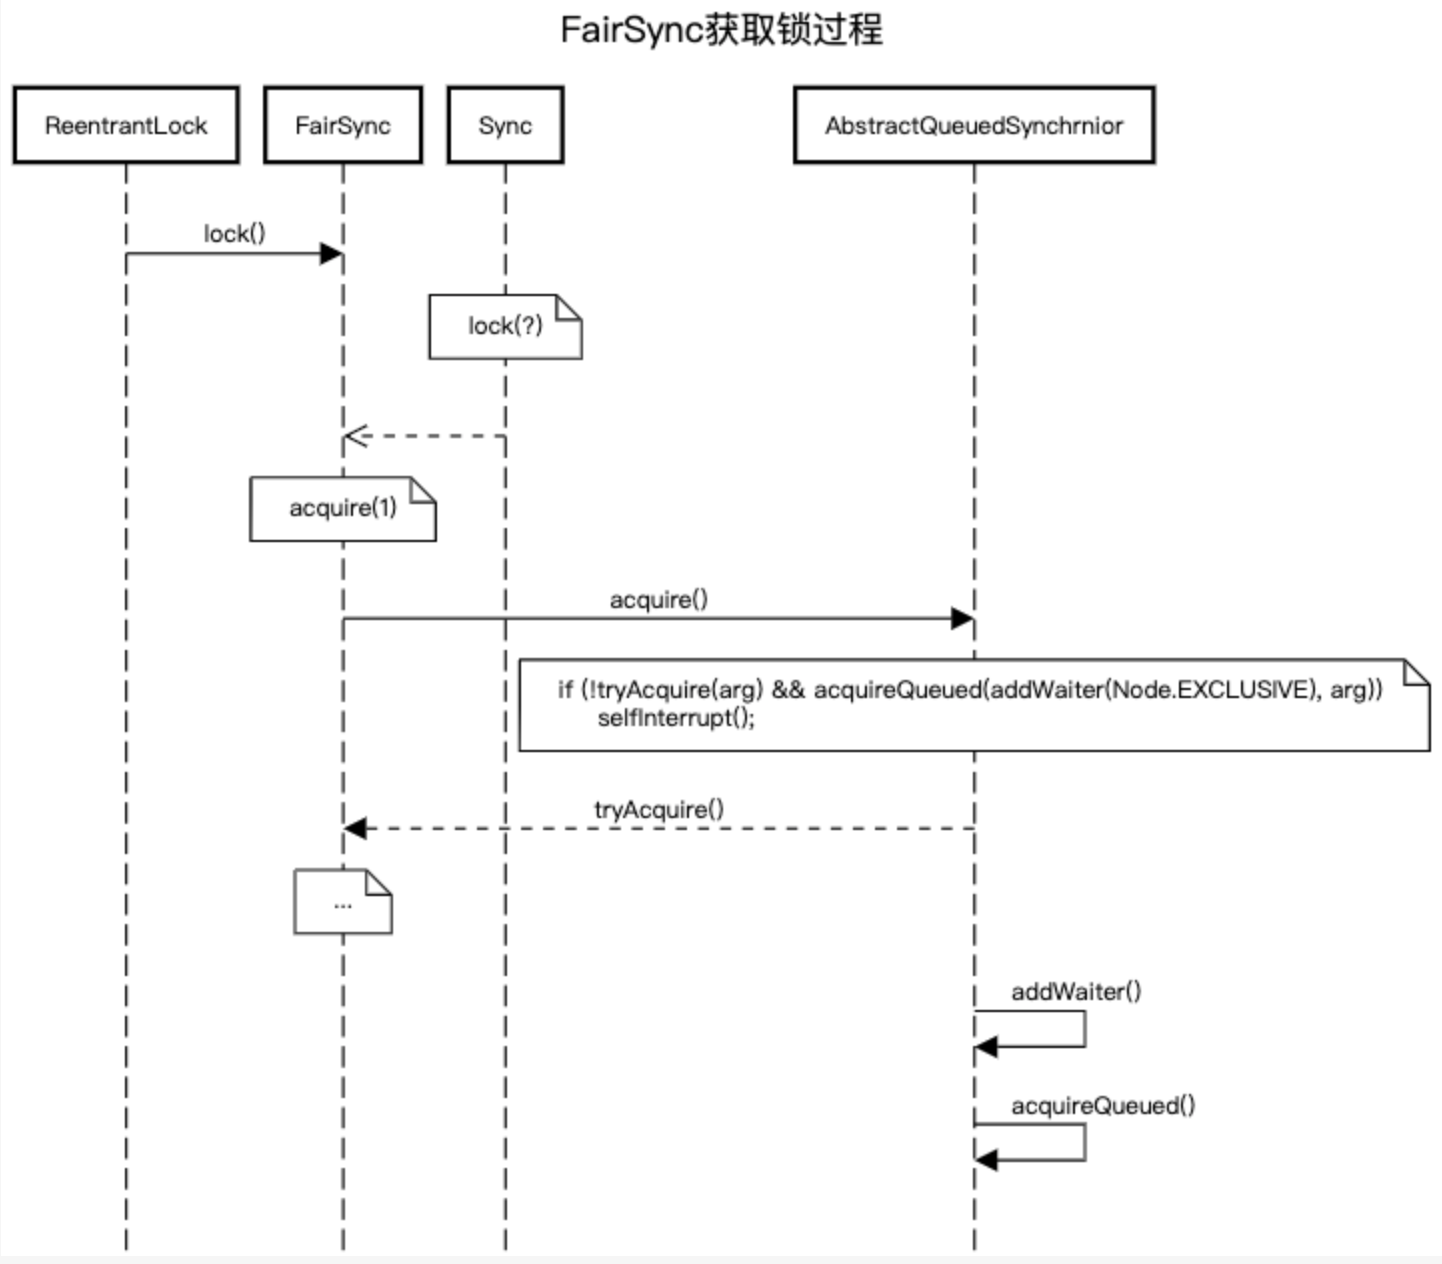 FairSync获取锁过程
ReentrantLock
FairSync
Sync
AbstractQueuedSynchrnior
lock()
lock(?)
acquire(1)
acquire()
if (!tryAcquire(arg) && acquireQueued(addWaiter(Node.EXCLUSIVE), arg))
selfInterrupt();
tryAcquire()
...
addWaiter()
acquireQueued()